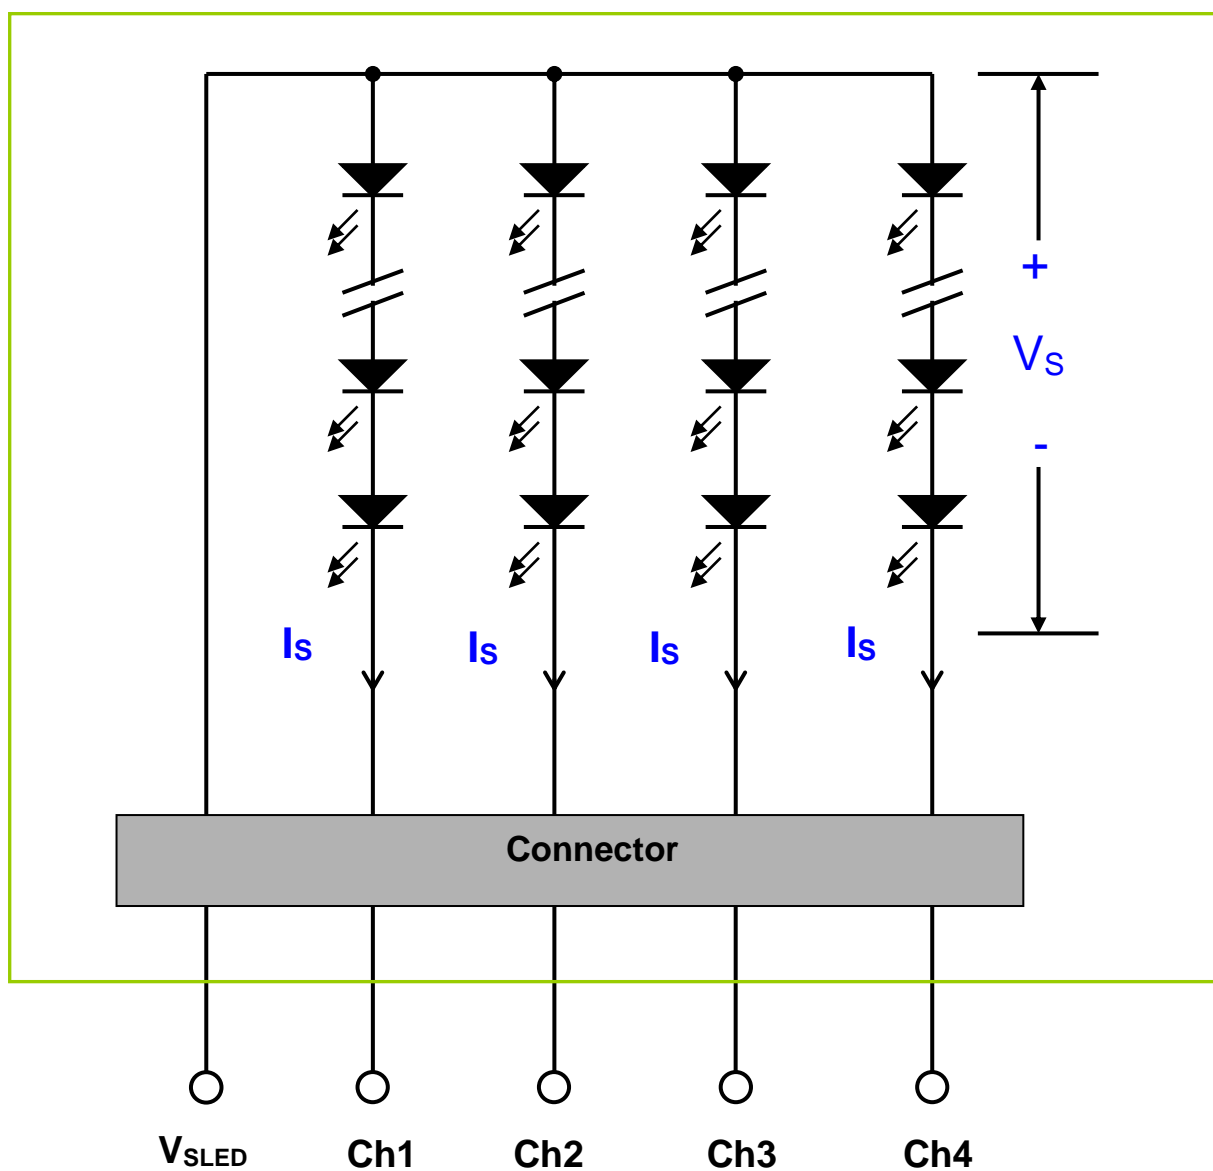 +
VS
-
IS IS IS IS
Connector
VSLED Ch1 Ch2 Ch3 Ch4